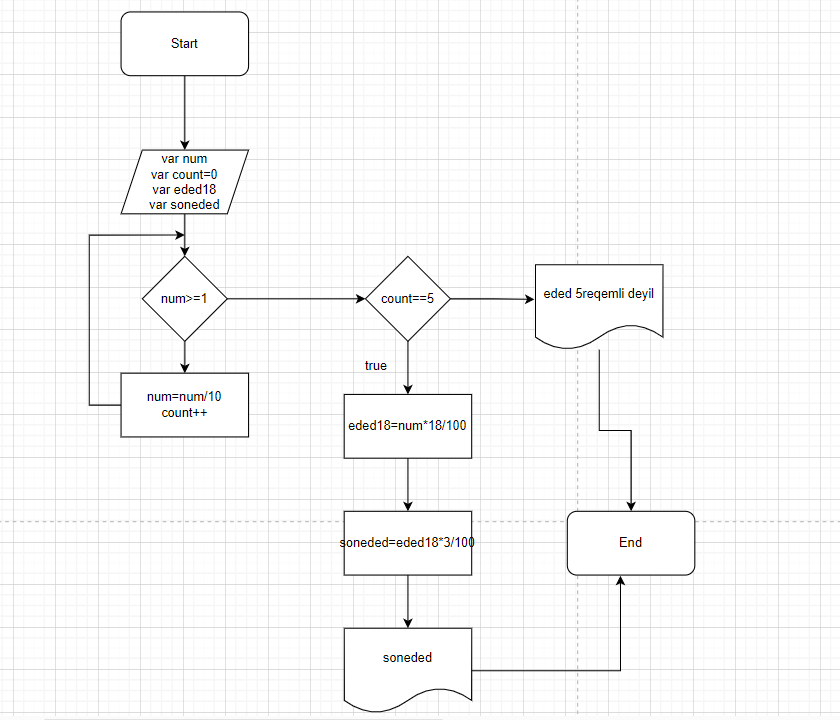 Start
var num
var count=0
var eded18
var soneded
num>=1
num=num/10
count++
count==5
true
eded18=num*18/100
soneded=eded18*3/100
soneded
eded 5reqemli deyil
End